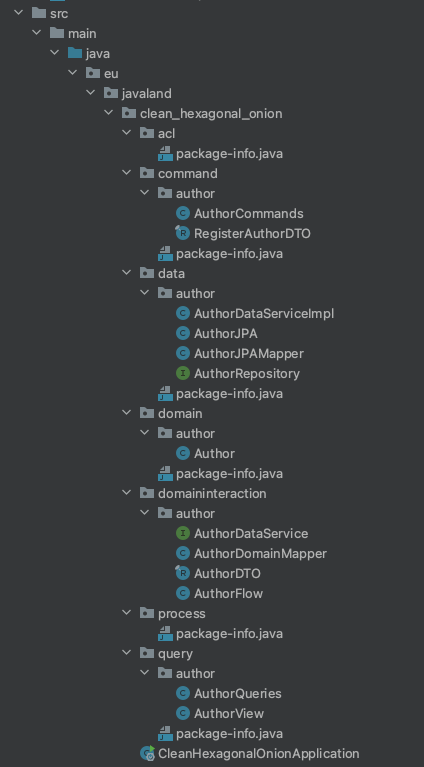 src
main
java
eu
javaland
clean_hexagonal_onion
acl
package-info.java
command
author
AuthorCommands
RegisterAuthorDTO
package-info.java
data
author
AuthorDataServiceImpl
AuthorJPA
AuthorJPAMapper
AuthorRepository
package-info.java
domain
author
Author
package-info.java
domaininteraction
author
AuthorDataService
AuthorDomainMapper
AuthorDTO
AuthorFlow
process
package-info.java
query
author
AuthorQueries
AuthorView
package-info.java
CleanHexagonalOnionApplication